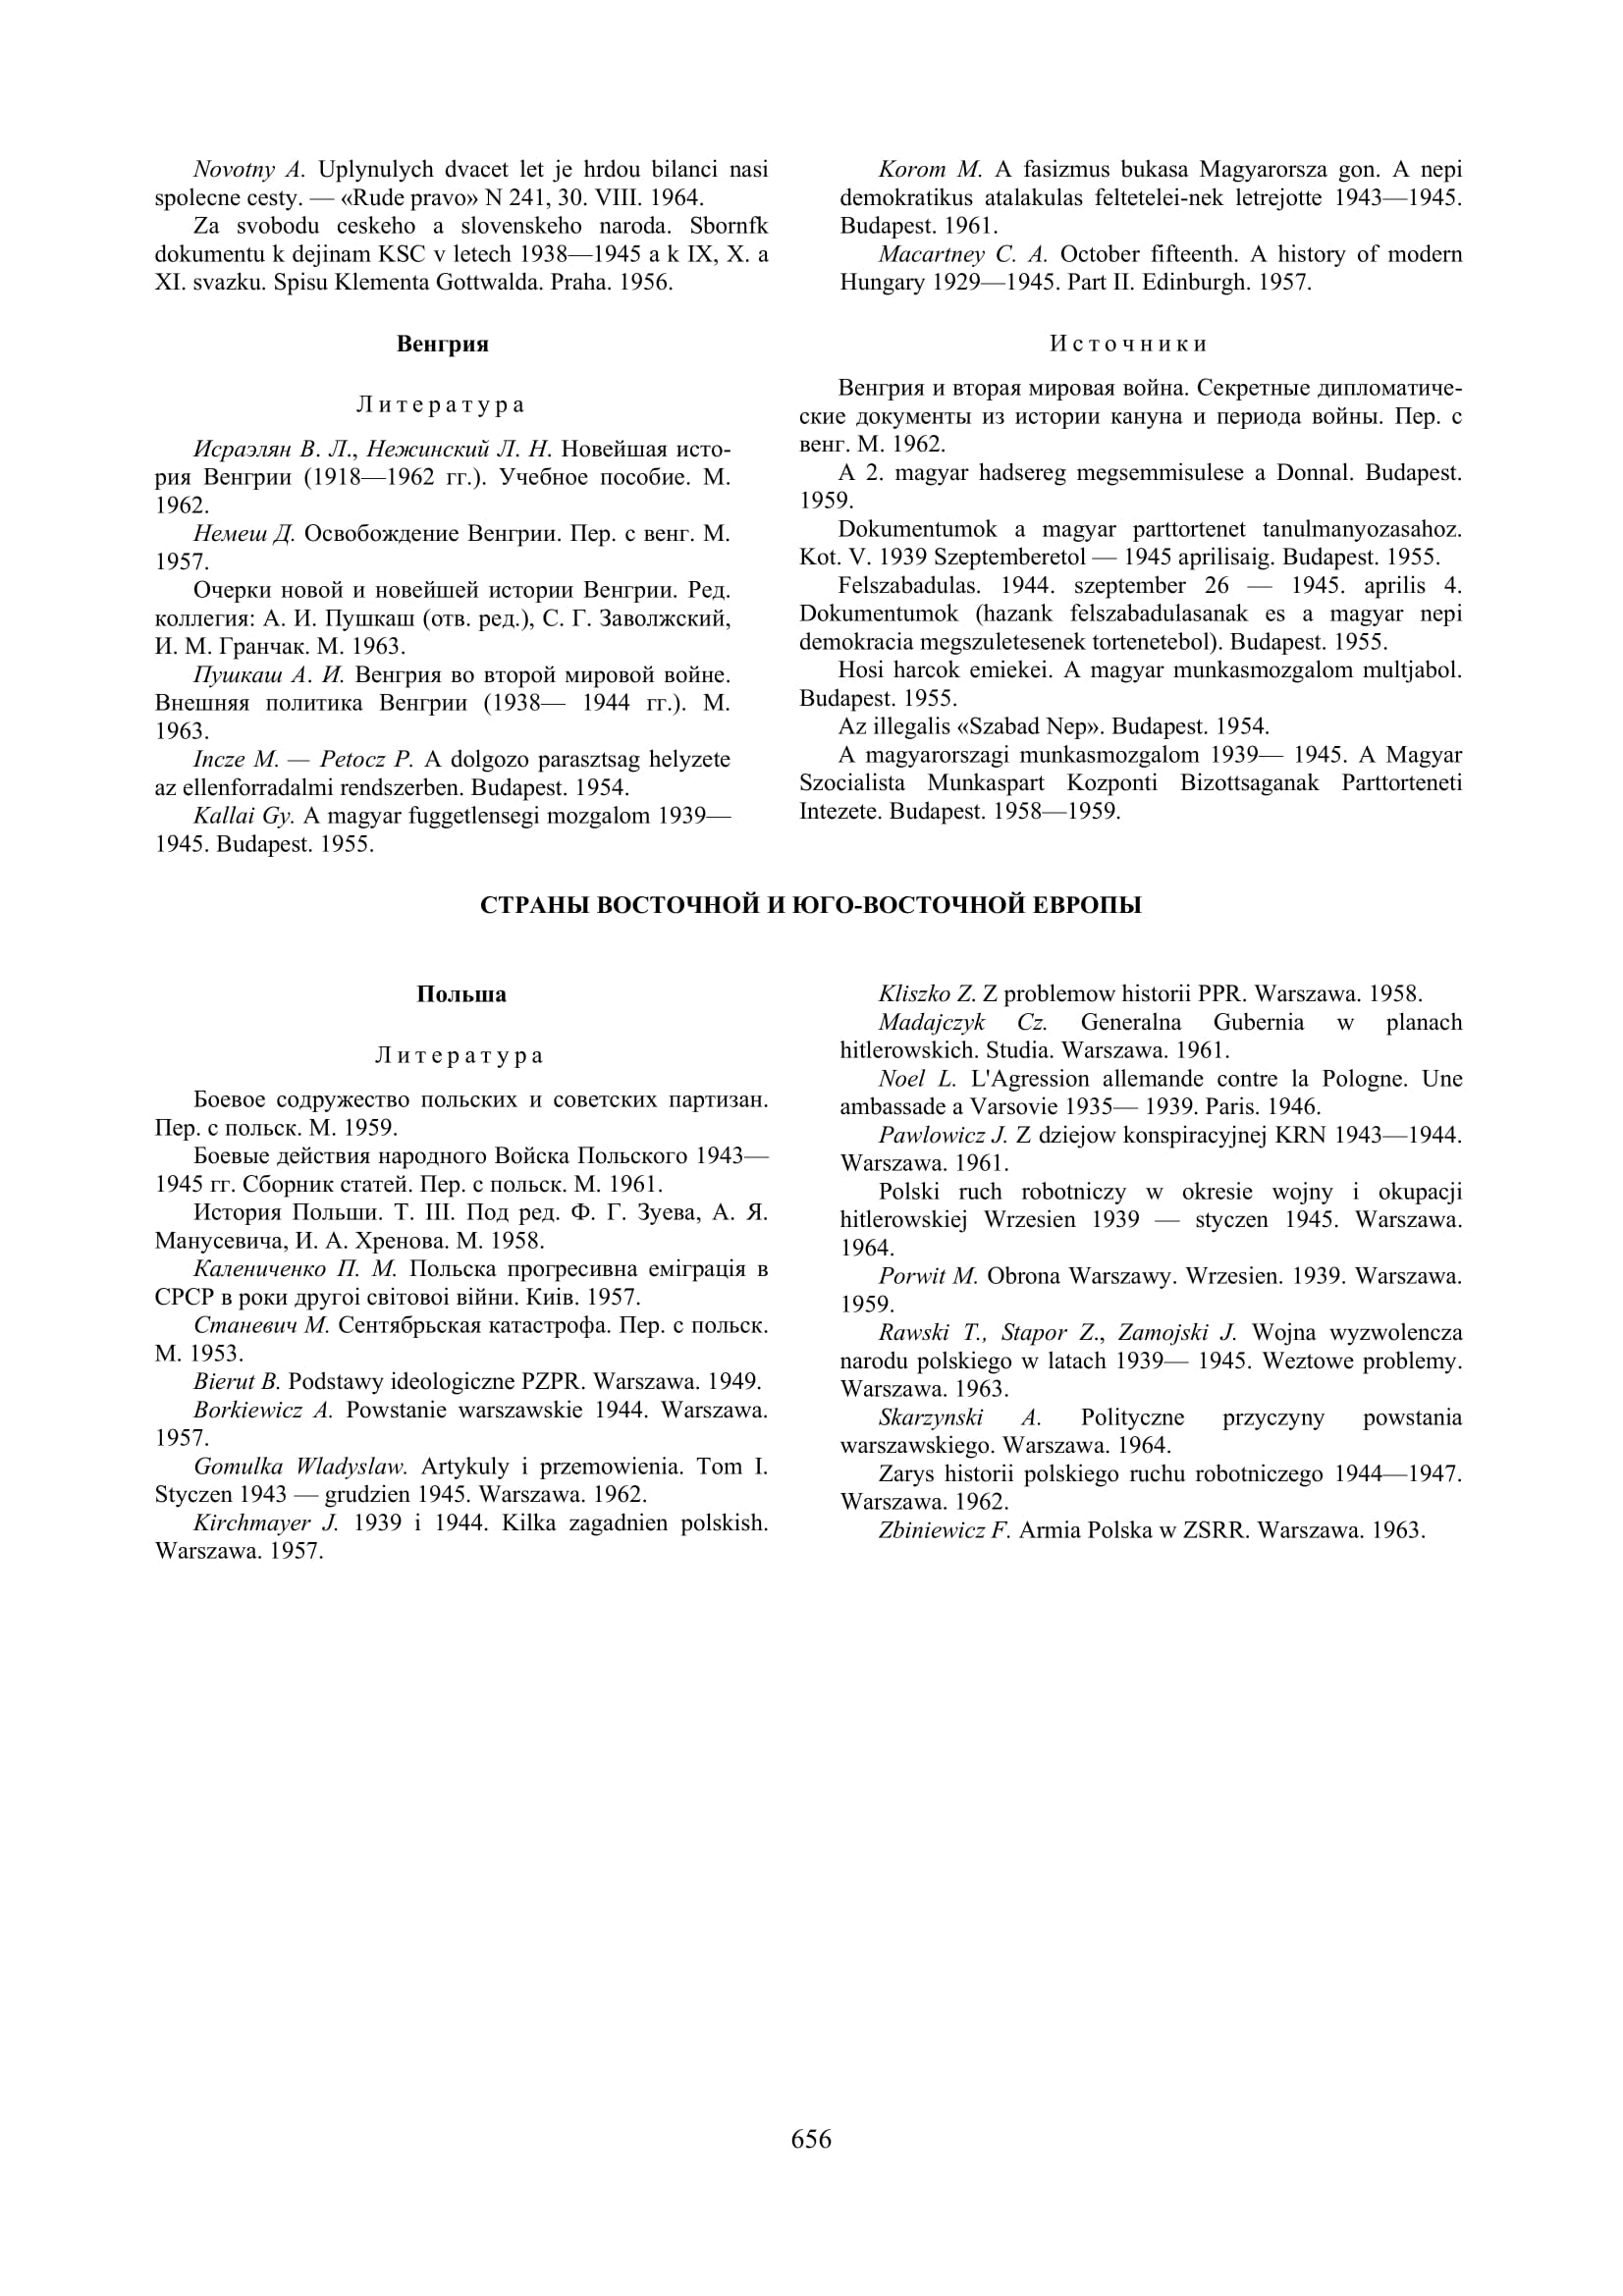 Novotny A. Uplynulych dvacet let je hrdou bilanci nasi
spolecne cesty. — «Rude pravo» N 241, 30. VIII. 1964.
Za svobodu ceskeho a slovenskeho naroda. Sbornfk
dokumentu k dejinam KSC v letech 1938—1945 a k IX, X. a
XI. svazku. Spisu Klementa Gottwalda. Praha. 1956.
Венгрия
Литература
Исраэлян В. Л., Нежинский Л. Н. Новейшая исто-
рия Венгрии (1918—1962 гг.). Учебное пособие. М.
1962.
Немеш Д. Освобождение Венгрии. Пер. с венг. М.
1957.
Очерки новой и новейшей истории Венгрии. Ред.
коллегия: А. И. Пушкаш (отв. ред.), С. Г. Заволжский,
И. М. Гранчак. М. 1963.
Пушкаш А. И. Венгрия во второй мировой войне.
Внешняя политика Венгрии (1938— 1944 гг.). М.
1963.
Incze M. — Petocz P. A dolgozo parasztsag helyzete
az ellenforradalmi rendszerben. Budapest. 1954.
Kallai Gy. A magyar fuggetlensegi mozgalom 1939—
1945. Budapest. 1955.
Korom M. A fasizmus bukasa Magyarorsza gon. A nepi
demokratikus atalakulas feltetelei-nek letrejotte 1943—1945.
Budapest. 1961.
Macartney C. A. October fifteenth. A history of modern
Hungary 1929—1945. Part II. Edinburgh. 1957.
Источники
Венгрия и вторая мировая война. Секретные дипломатиче-
ские документы из истории кануна и периода войны. Пер. с
венг. М. 1962.
A 2. magyar hadsereg megsemmisulese a Donnal. Budapest.
1959.
Dokumentumok a magyar parttortenet tanulmanyozasahoz.
Kot. V. 1939 Szeptemberetol — 1945 aprilisaig. Budapest. 1955.
Felszabadulas. 1944. szeptember 26 — 1945. aprilis 4.
Dokumentumok (hazank felszabadulasanak es a magyar nepi
demokracia megszuletesenek tortenetebol). Budapest. 1955.
Hosi harcok emiekei. A magyar munkasmozgalom multjabol.
Budapest. 1955.
Az illegalis «Szabad Nep». Budapest. 1954.
A magyarorszagi munkasmozgalom 1939— 1945. A Magyar
Szocialista Munkaspart Kozponti Bizottsaganak Parttorteneti
Intezete. Budapest. 1958—1959.
СТРАНЫ ВОСТОЧНОЙ И ЮГО-ВОСТОЧНОЙ ЕВРОПЫ
Польша
Литература
Боевое содружество польских и советских партизан.
Пер. с польск. М. 1959.
Боевые действия народного Войска Польского 1943—
1945 гг. Сборник статей. Пер. с польск. М. 1961.
История Польши. Т. III. Под ред. Ф. Г. Зуева, А. Я.
Манусевича, И. А. Хренова. М. 1958.
Калениченко П. М. Польска прогресивна еміграція в
СРСР в роки другоі світовоі війни. Киів. 1957.
Станевич М. Сентябрьская катастрофа. Пер. с польск.
М. 1953.
Bierut B. Podstawy ideologiczne PZPR. Warszawa. 1949.
Borkiewicz A. Powstanie warszawskie 1944. Warszawa.
1957.
Gomulka Wladyslaw. Artykuly i przemowienia. Tom I.
Styczen 1943 — grudzien 1945. Warszawa. 1962.
Kirchmayer J. 1939 i 1944. Kilka zagadnien polskish.
Warszawa. 1957.
Kliszko Z. Z problemow historii PPR. Warszawa. 1958.
Madajczyk Cz. Generalna Gubernia w planach
hitlerowskich. Studia. Warszawa. 1961.
Noel L. L'Agression allemande contre la Pologne. Une
ambassade a Varsovie 1935— 1939. Paris. 1946.
Pawlowicz J. Z dziejow konspiracyjnej KRN 1943—1944.
Warszawa. 1961.
Polski ruch robotniczy w okresie wojny i okupacji
hitlerowskiej Wrzesien 1939 — styczen 1945. Warszawa.
1964.
Porwit M. Obrona Warszawy. Wrzesien. 1939. Warszawa.
1959.
Rawski T., Stapor Z., Zamojski J. Wojna wyzwolencza
narodu polskiego w latach 1939— 1945. Weztowe problemy.
Warszawa. 1963.
Skarzynski A. Polityczne przyczyny powstania
warszawskiego. Warszawa. 1964.
Zarys historii polskiego ruchu robotniczego 1944—1947.
Warszawa. 1962.
Zbiniewicz F. Armia Polska w ZSRR. Warszawa. 1963.
656